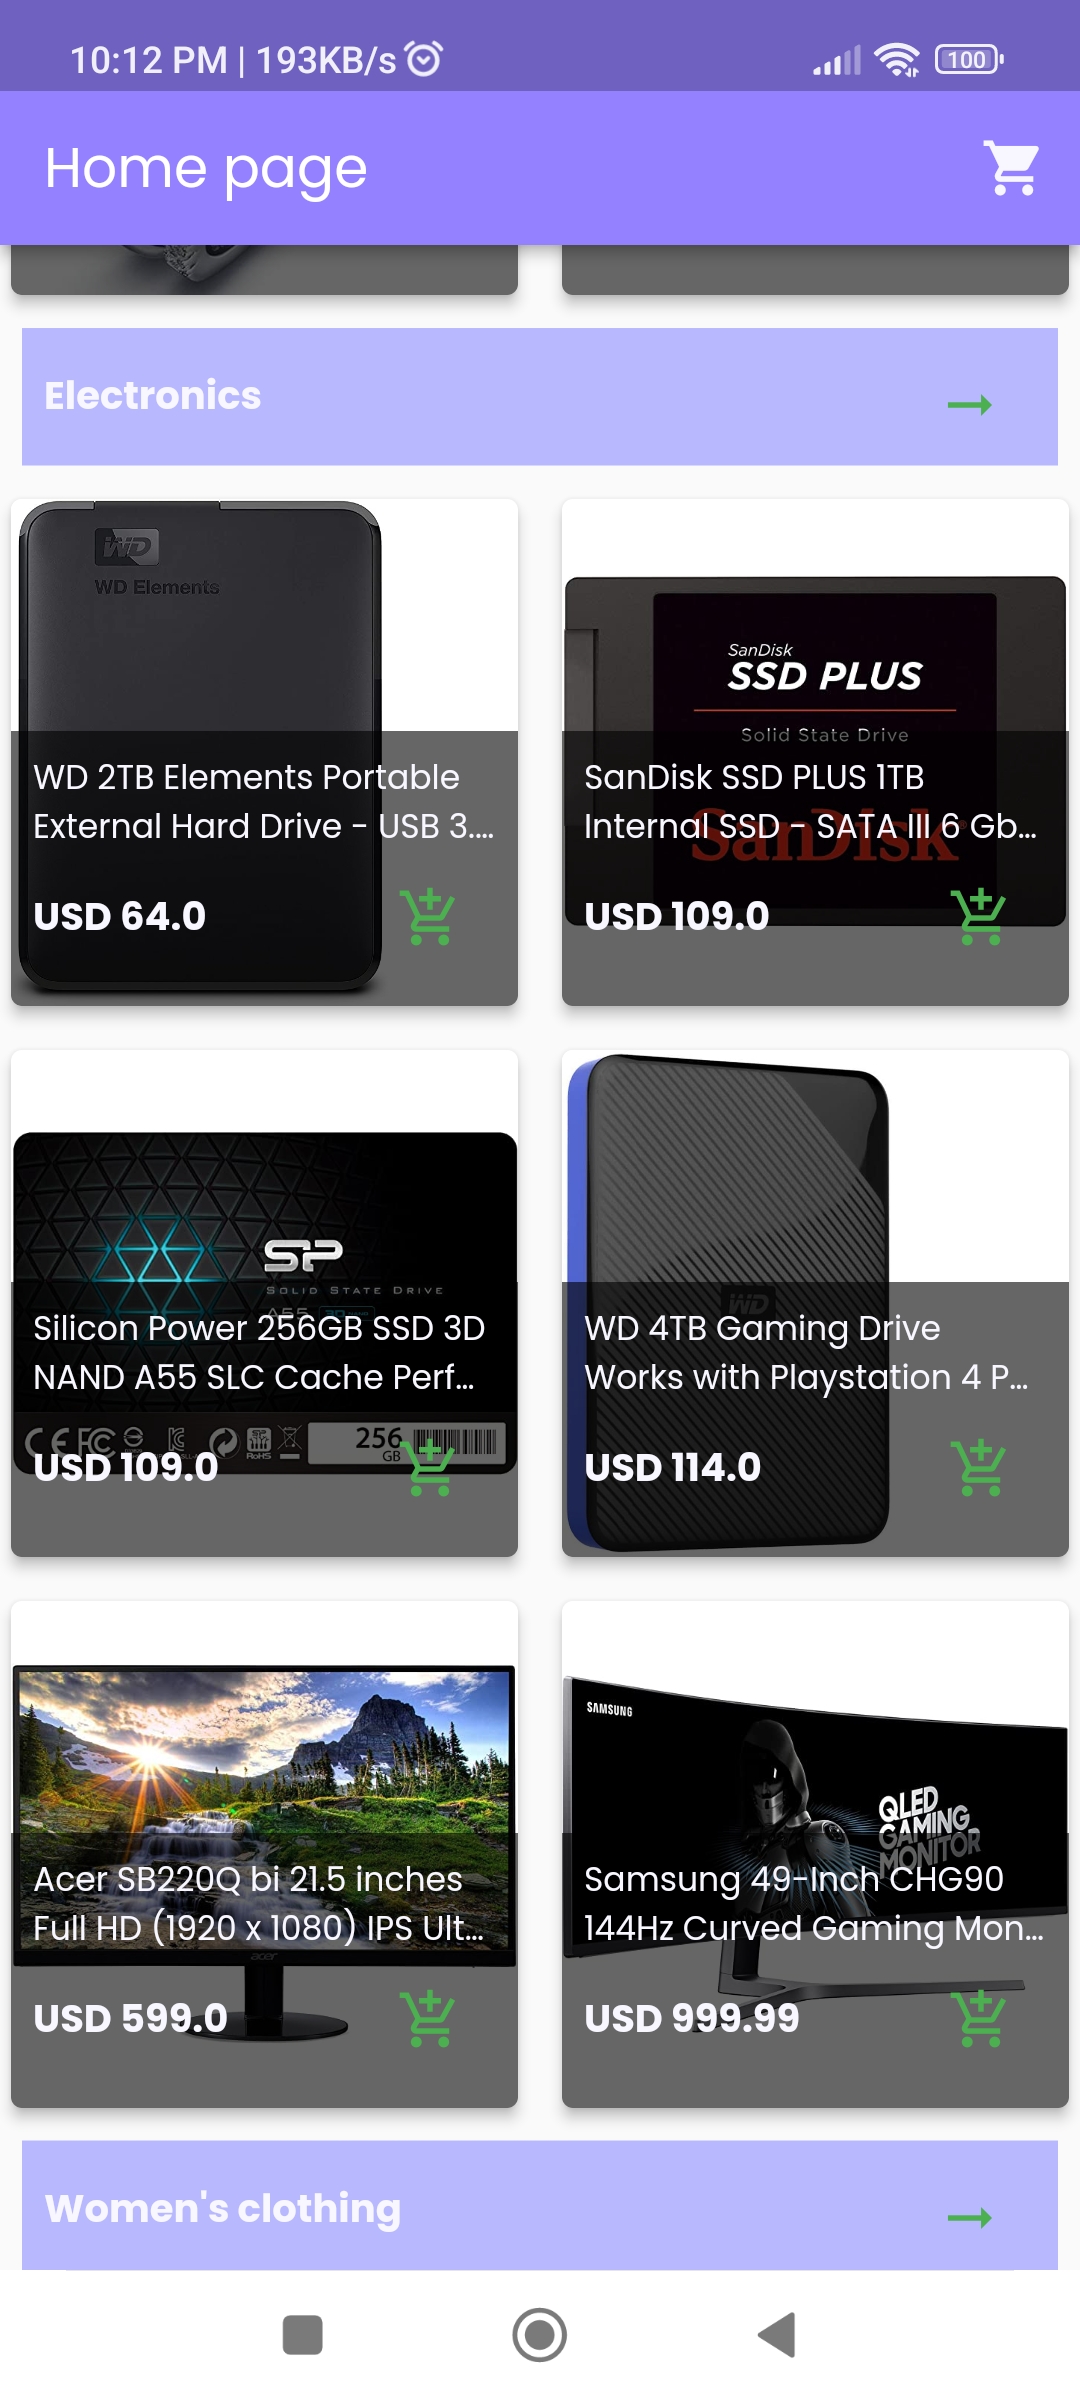 10:12 PM | 193KB/s
100
Home page
Electronics
WD
WD Elements
WD 2TB Elements Portable
External Hard Drive - USB 3....
USD 64.0
SanDisk
SSD PLUS
Solid State Drive
SanDisk
SanDisk SSD PLUS 1TB
Internal SSD - SATA III 6 Gb...
USD 109.0
SP
SOLID STATE DRIVE
A55 3D NAND
Silicon Power 256GB SSD 3D
NAND A55 SLC Cache Perf...
256
GB
RoHS
USD 109.0
WD
WD 4TB Gaming Drive
Works with Playstation 4 P...
USD 114.0
acer
Acer SB220Q bi 21.5 inches
Full HD (1920 x 1080) IPS Ult...
USD 599.0
SAMSUNG
QLED
GAMING
MONITOR
Samsung 49-Inch CHG90
144Hz Curved Gaming Mon...
USD 999.99
Women's clothing